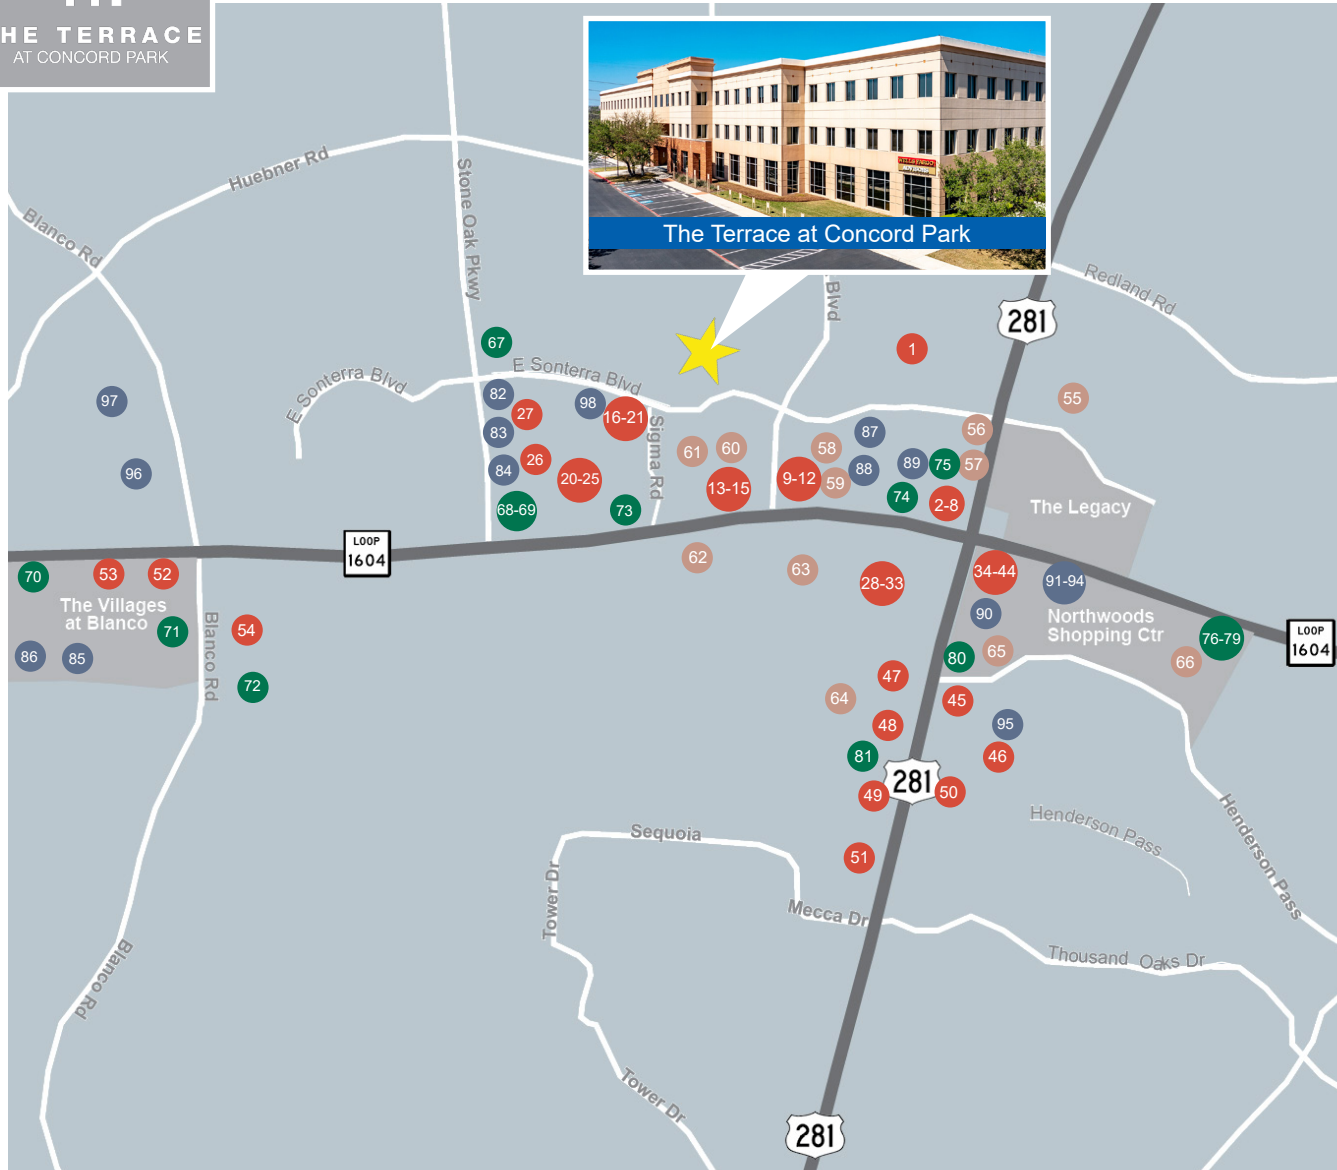 HE TERRACE
AT CONCORD PARK
WELLS FARGO
ADVISORS
The Terrace at Concord Park
Huebner Rd
Blanco Rd
Stone Oak Pkwy
Blvd
Redland Rd
281
67
1
E Sonterra Blvd
E Sonterra Blvd
97
82
98
55
27
16-21
Sigma Rd
83
87
56
61
60
58
26
84
88
89
75
57
96
20-25
13-15
9-12
59
74
2-8
68-69
73
The Legacy
LOOP
1604
62
63
28-33
34-44
91-94
70
53
52
The Villages
at Blanco
90
Northwoods
Shopping Ctr
71
54
Blanco Rd
76-79
LOOP
1604
86
85
80
65
66
72
47
64
45
48
95
81
46
281
49
50
Henderson Pass
Henderson Pass
Sequoia
51
Tower Dr
Mecca Dr
Thousand Oaks Dr
Blanco Rd
Tower Dr
281